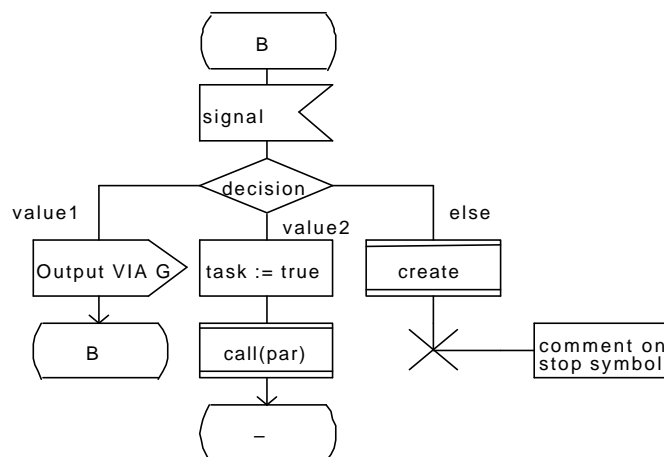 B
signal
decision
value1
value2
else
Output VIA G
task := true
create
B
call(par)
comment on
stop symbol
–